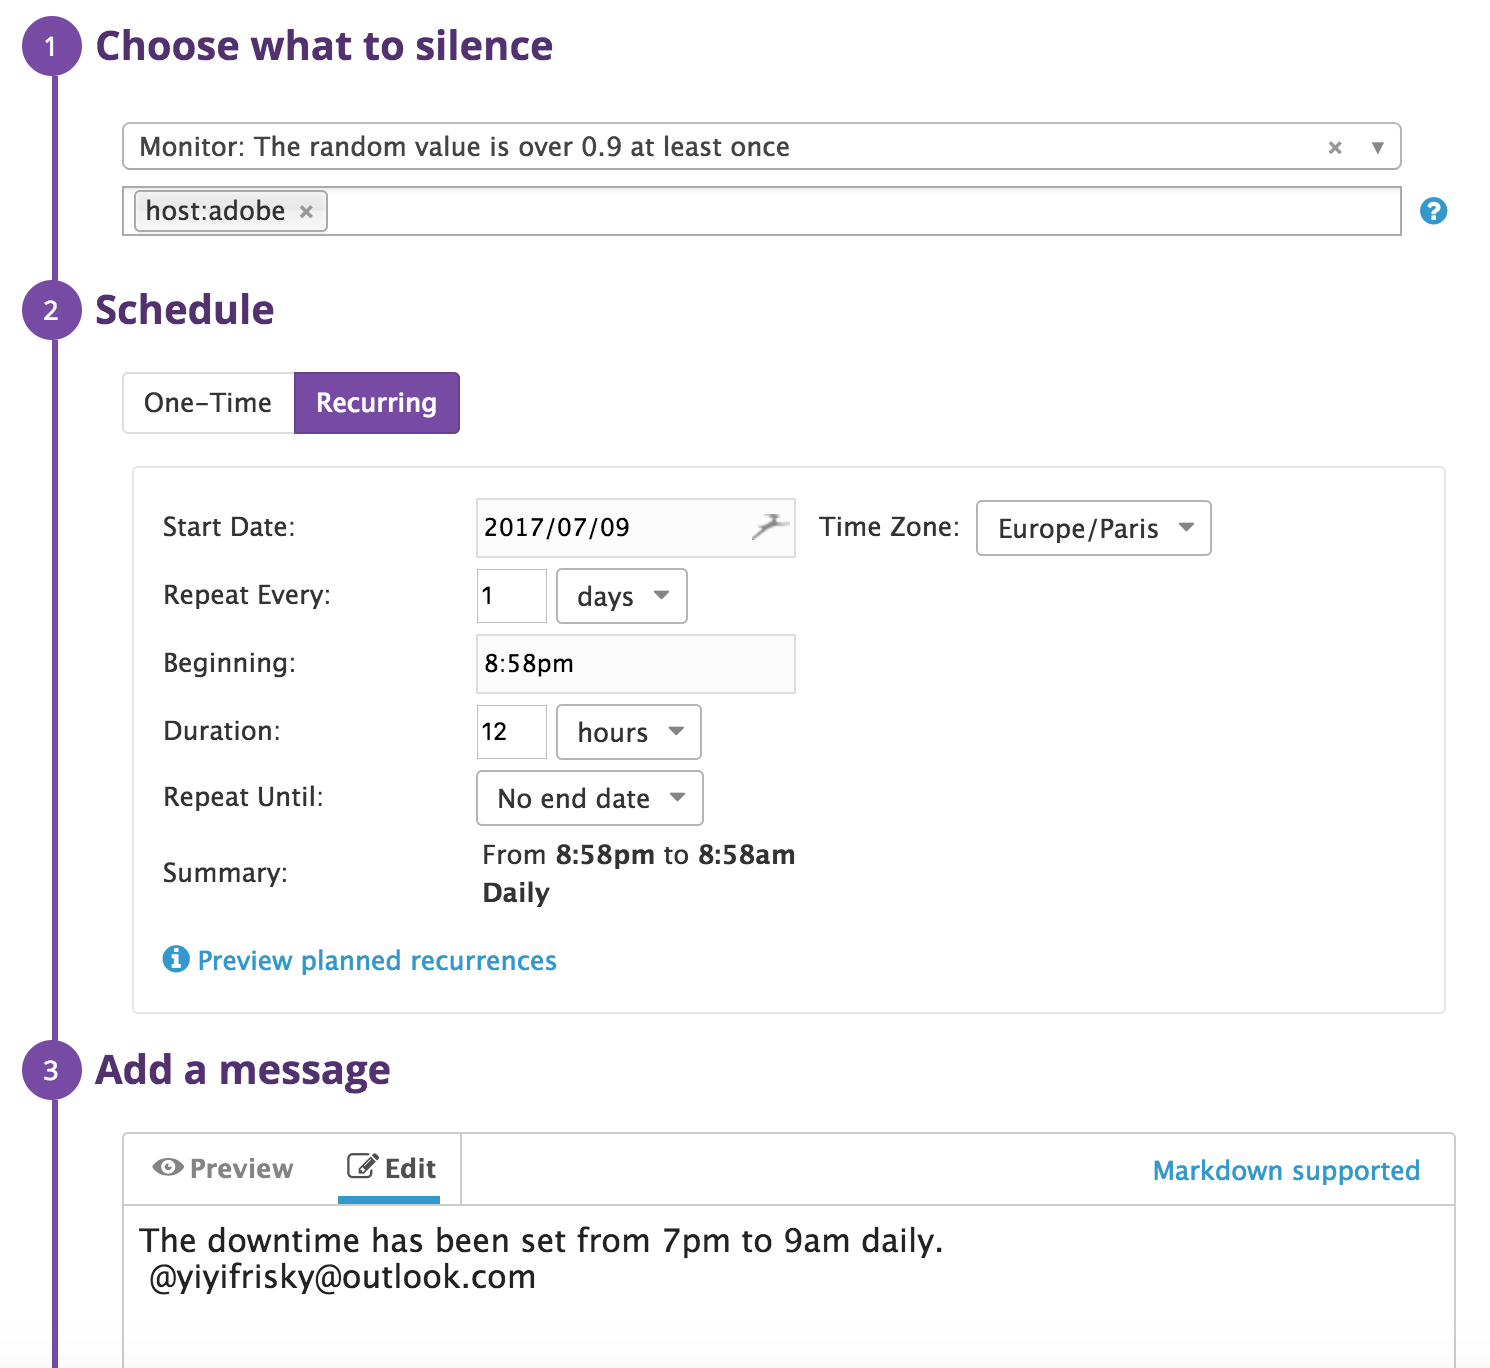 1 Choose what to silence
Monitor: The random value is over 0.9 at least once × ▼
host:adobe × ?
2 Schedule
One-Time Recurring
Start Date: 2017/07/09 Time Zone: Europe/Paris
Repeat Every: 1 days
Beginning: 8:58pm
Duration: 12 hours
Repeat Until: No end date
Summary: From 8:58pm to 8:58am
Daily
i Preview planned recurrences
3 Add a message
Preview Edit Markdown supported
The downtime has been set from 7pm to 9am daily.
@yiyifrisky@outlook.com